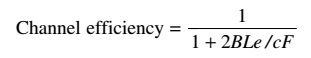 Channel efficiency = 1 / (1 + 2BLe /cF)